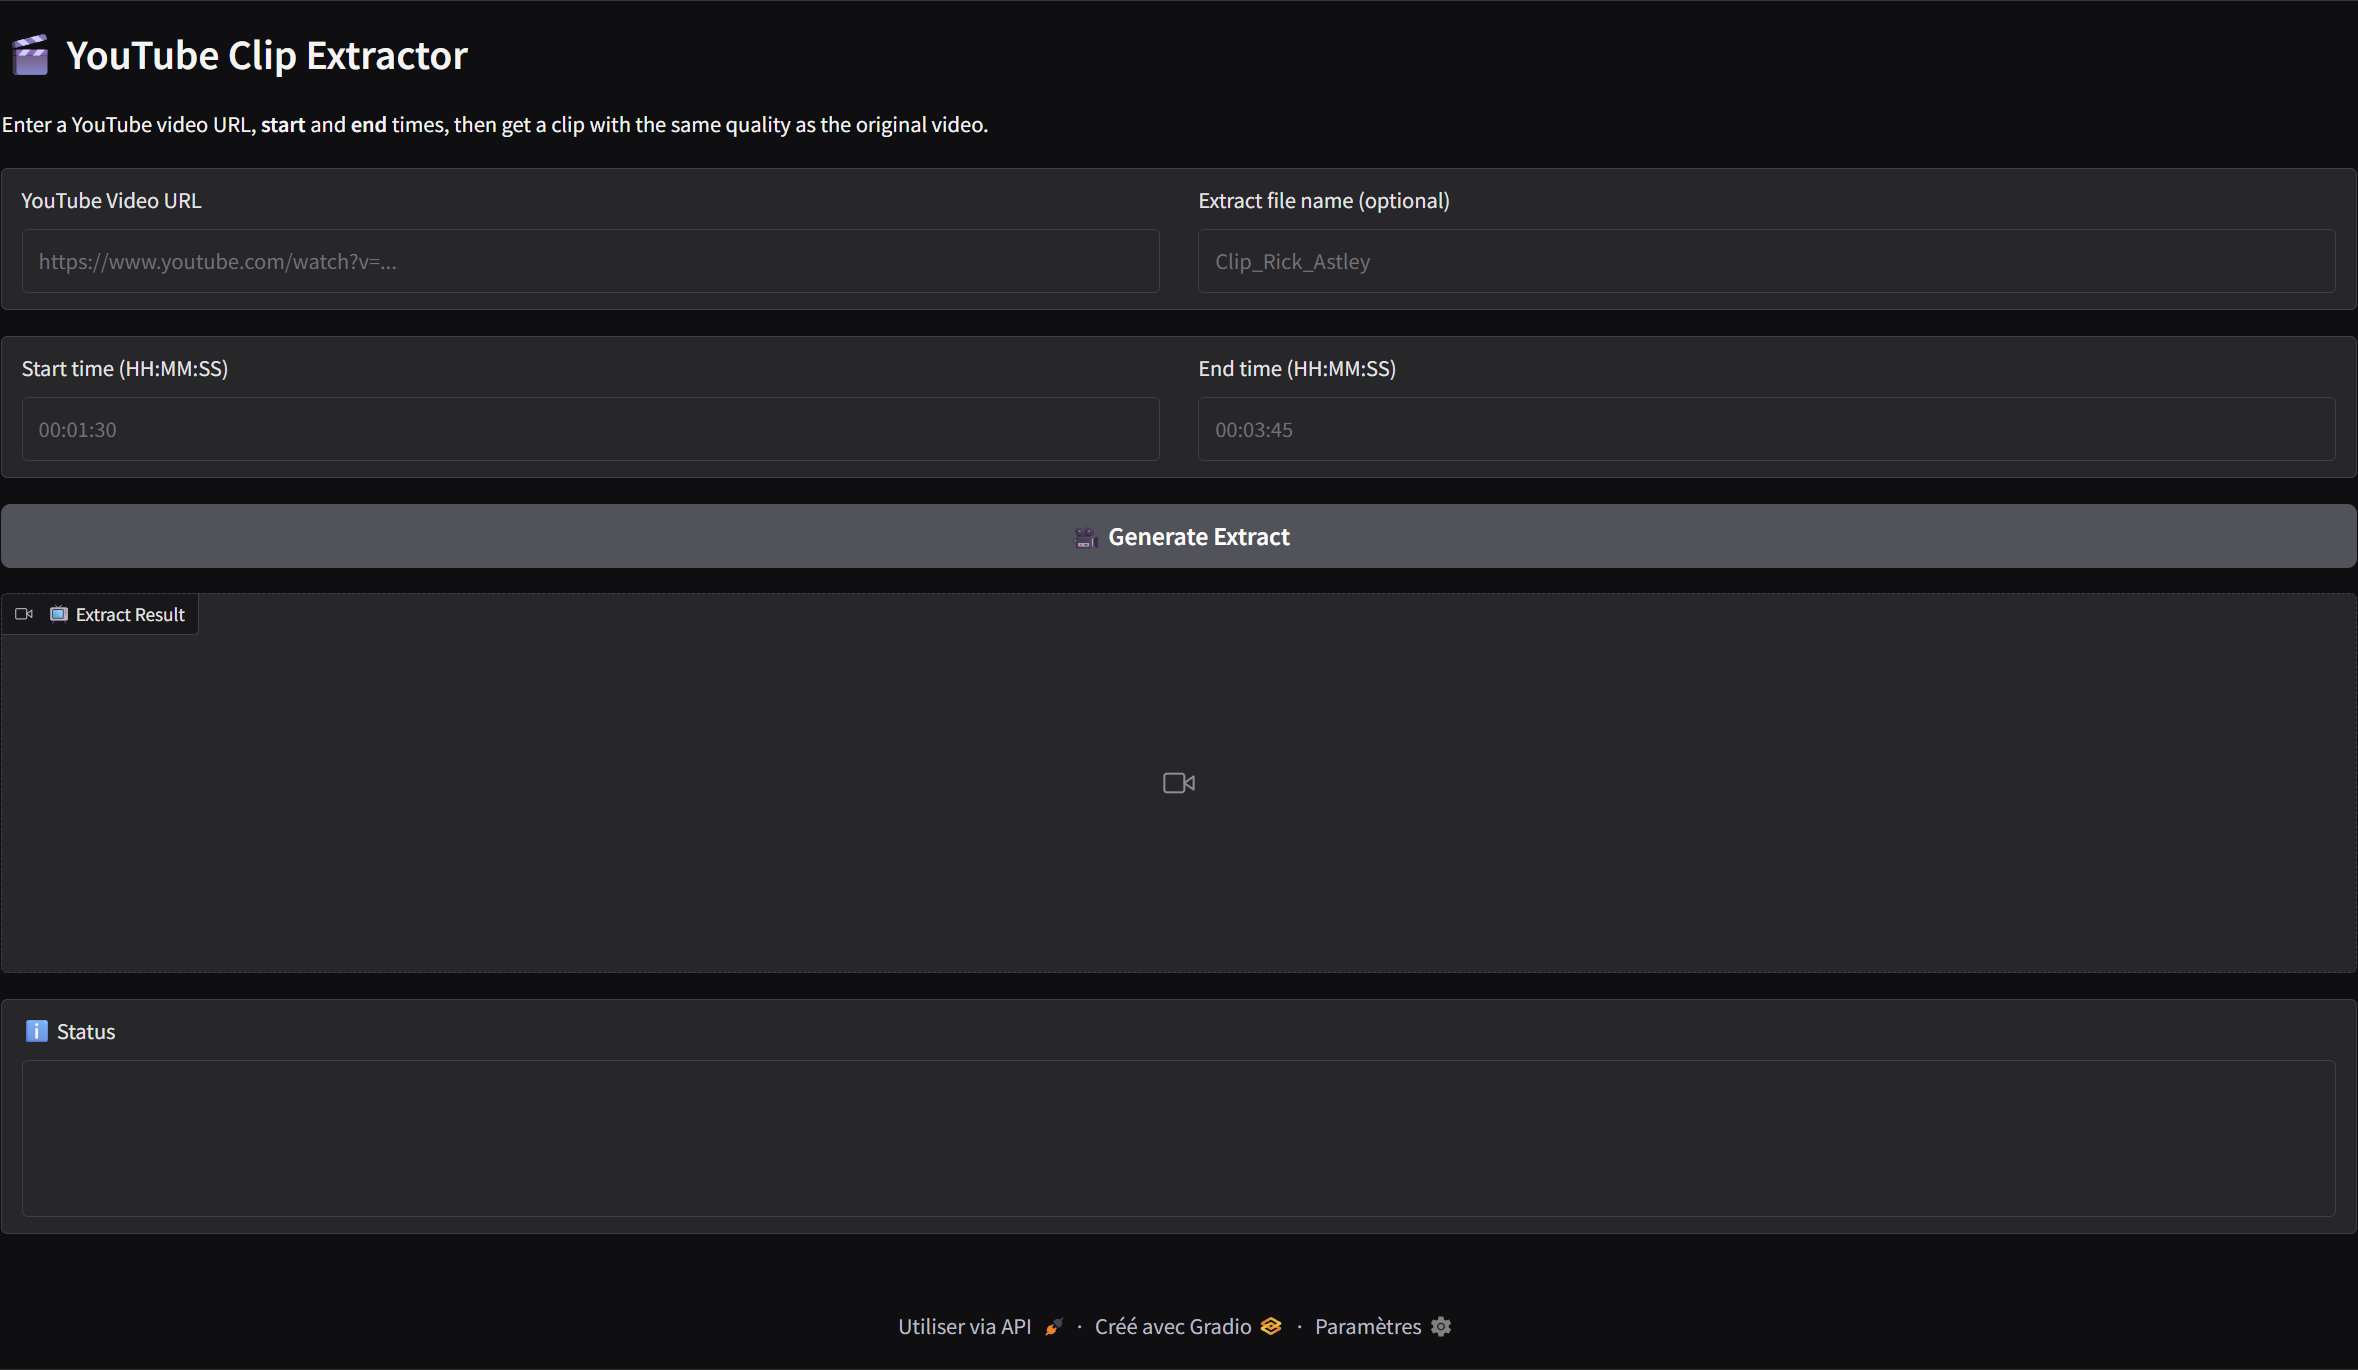 YouTube Clip Extractor
Enter a YouTube video URL, start and end times, then get a clip with the same quality as the original video.
YouTube Video URL
Extract file name (optional)
https://www.youtube.com/watch?v=...
Clip_Rick_Astley
Start time (HH:MM:SS)
End time (HH:MM:SS)
00:01:30
00:03:45
Generate Extract
Extract Result
Status
Utiliser via API · Créé avec Gradio · Paramètres